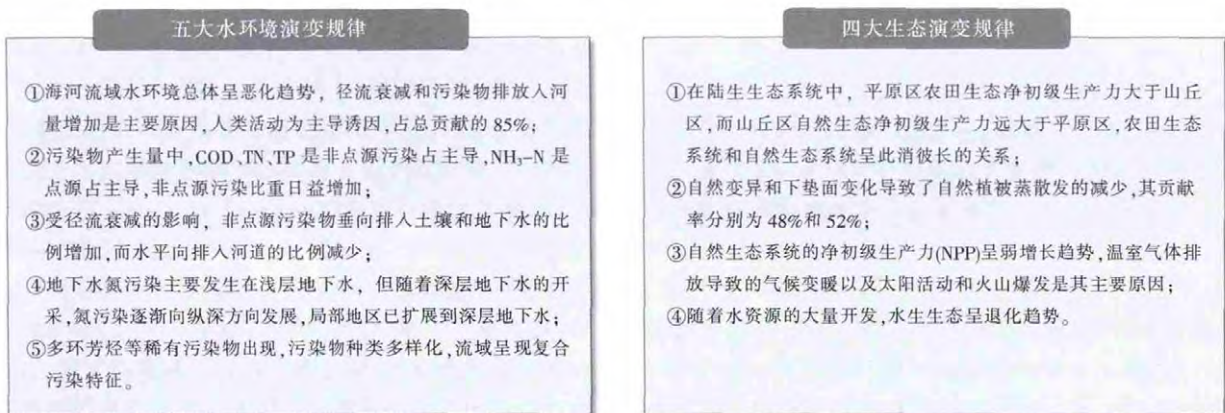 五大水环境演变规律
①海河流域水环境总体呈恶化趋势，径流衰减和污染物排放入河
量增加是主要原因,人类活动为主导诱因,占总贡献的 85%;
②污染物产生量中,COD、TN、TP 是非点源污染占主导,NH₃-N 是
点源占主导,非点源污染比重日益增加;
③受径流衰减的影响，非点源污染物垂向排入土壤和地下水的比
例增加,而水平向排入河道的比例减少;
④地下水氮污染主要发生在浅层地下水，但随着深层地下水的开
采,氮污染逐渐向纵深方向发展,局部地区已扩展到深层地下水;
⑤多环芳烃等稀有污染物出现,污染物种类多样化,流域呈现复合
污染特征。
四大生态演变规律
①在陆生生态系统中，平原区农田生态净初级生产力大于山丘
区,而山丘区自然生态净初级生产力远大于平原区,农田生态
系统和自然生态系统呈此消彼长的关系;
②自然变异和下垫面变化导致了自然植被蒸散发的减少,其贡献
率分别为 48%和 52%;
③自然生态系统的净初级生产力(NPP)呈弱增长趋势,温室气体排
放导致的气候变暖以及太阳活动和火山爆发是其主要原因;
④随着水资源的大量开发,水生生态呈退化趋势。